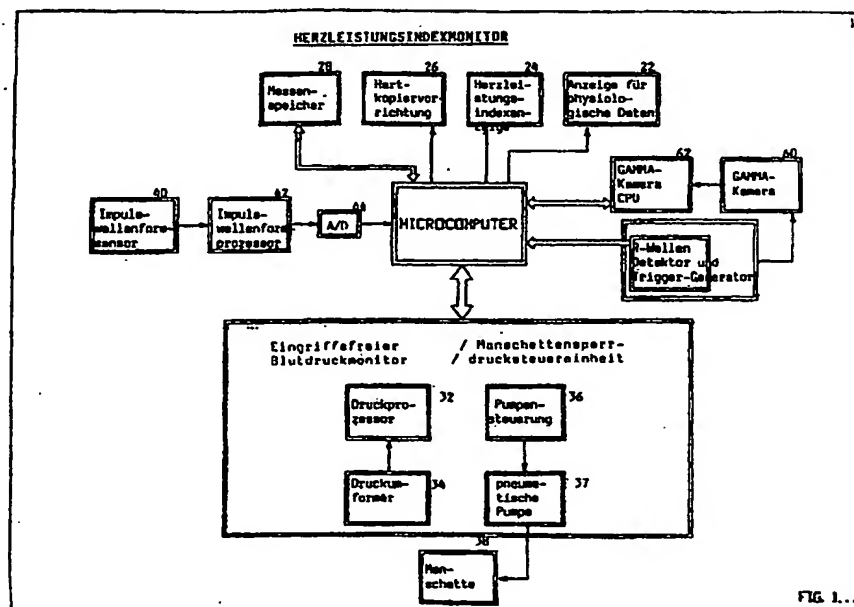 HERZLEISTUNGSINDEXMONITOR
28
26
24
22
Massen-
speicher
Hart-
kopiervor-
richtung
Herzlei-
stungs-
indexan-
zeige
Anzeige für
physiolo-
gische Daten
40
42
44
62
60
Impuls-
wellenform-
sensor
Impuls-
wellenform-
prozessor
A/D
MICROCOMPUTER
GAMMA-
Kamera
CPU
GAMMA-
Kamera
R-Wellen
Detektor und
Trigger-Generator
Eingriffsfreier
Blutdruckmonitor
/ Manschettensperr-
/ drucksteuereinheit
32
Druckpro-
zessor
36
Pumpen-
steuerung
34
Druckum-
former
37
pneuma-
tische
Pumpe
38
Man-
schette
FIG. 1...